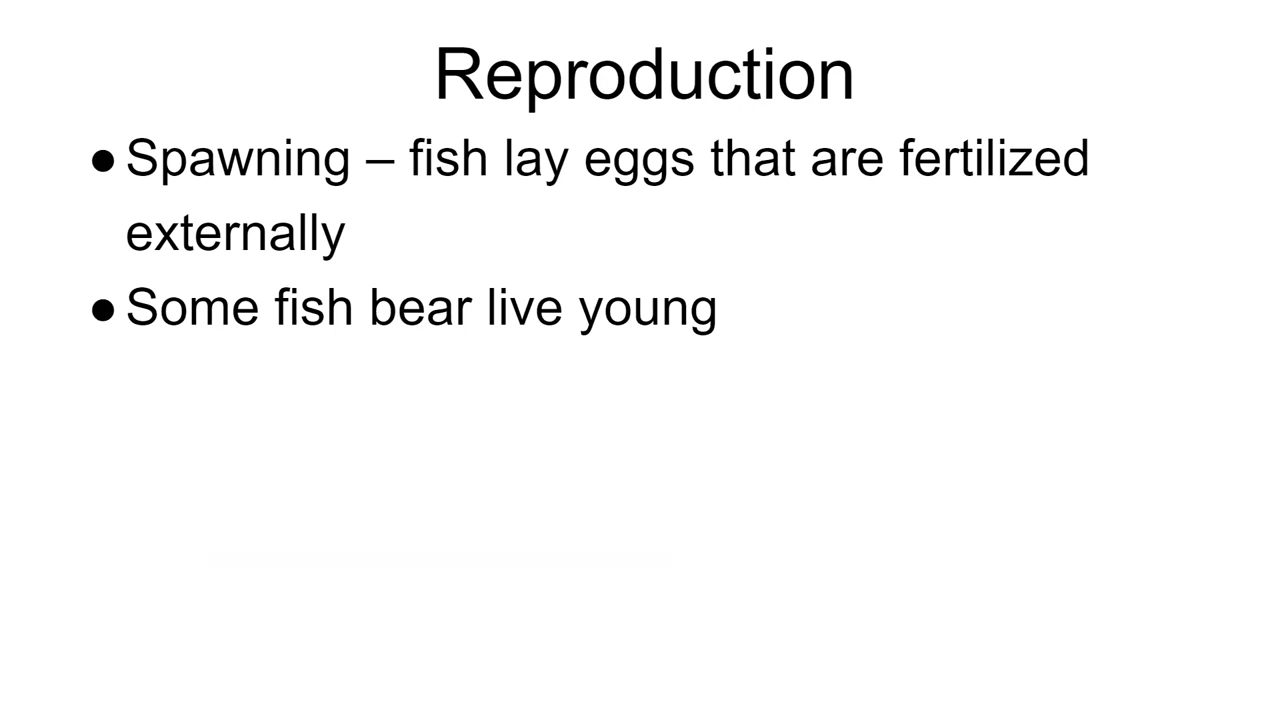 Reproduction
●Spawning – fish lay eggs that are fertilized
externally
●Some fish bear live young